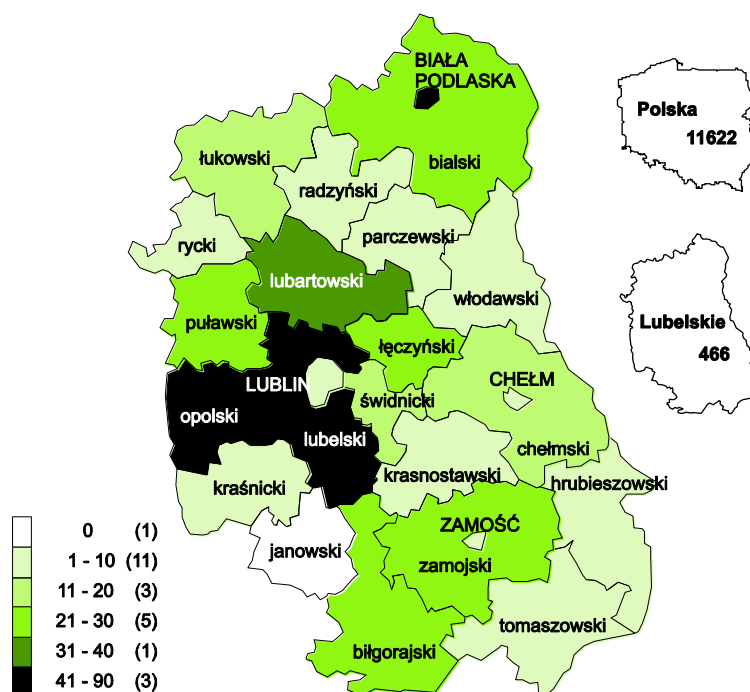 BIAŁA
PODLASKA
Polska
11622
łukowski
bialski
radzyński
parczewski
rycki
lubartowski
włodawski
Lubelskie
466
puławski
łęczyński
LUBLIN
CHEŁM
świdnicki
opolski
lubelski
chełmski
krasnostawski
hrubieszowski
kraśnicki
ZAMOŚĆ
janowski
zamojski
tomaszowski
biłgorajski
0 (1)
1 - 10 (11)
11 - 20 (3)
21 - 30 (5)
31 - 40 (1)
41 - 90 (3)